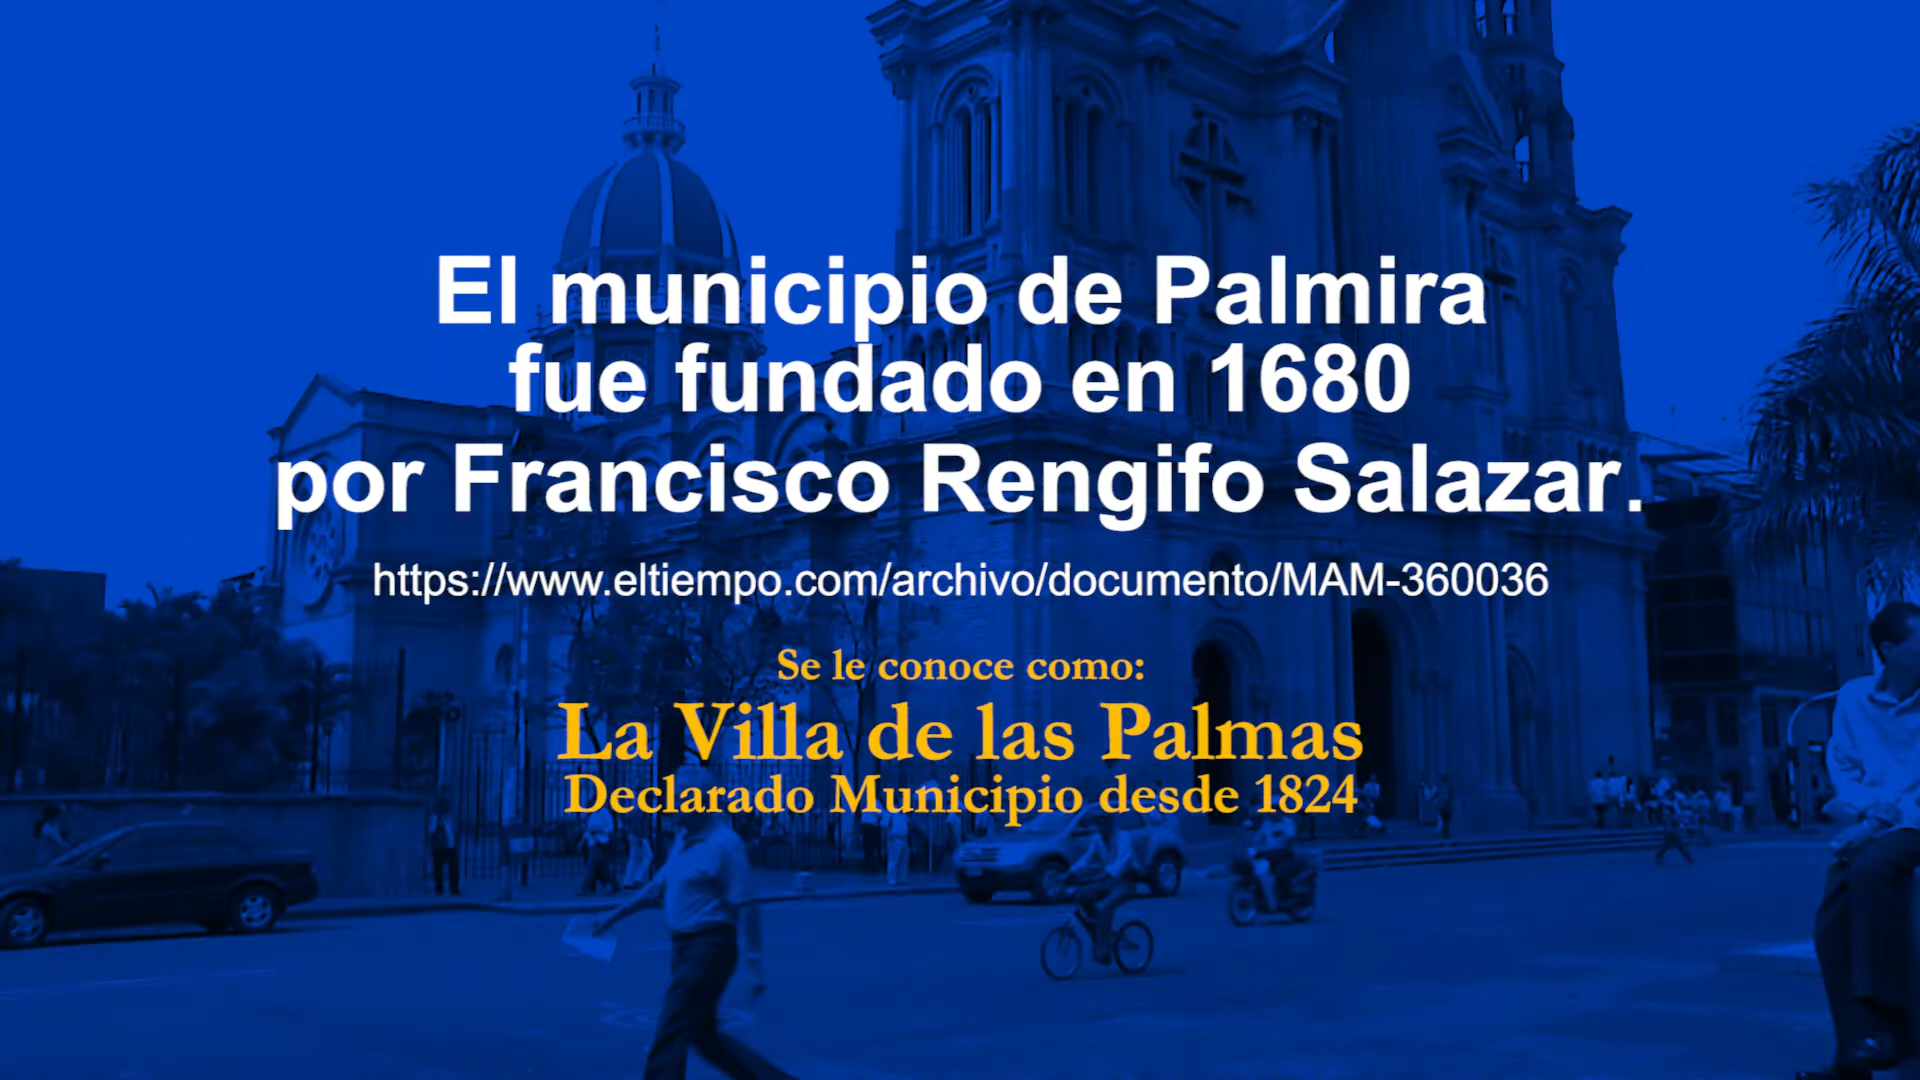 El municipio de Palmira
fue fundado en 1680
por Francisco Rengifo Salazar.
https://www.eltiempo.com/archivo/documento/MAM-360036
Se le conoce como:
La Villa de las Palmas
Declarado Municipio desde 1824